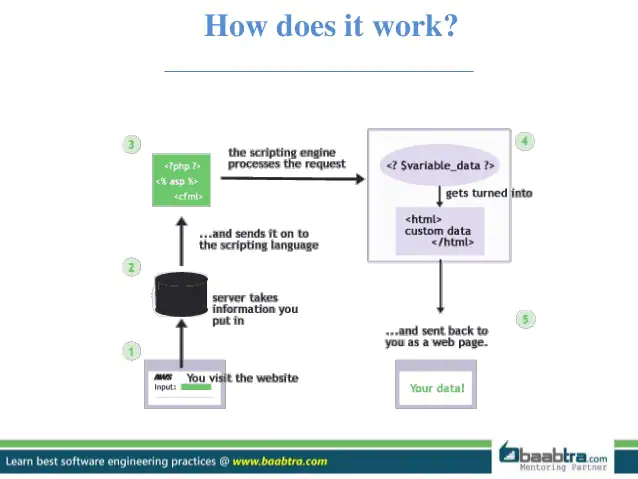 How does it work?
3
<?php ?>
<% asp %>
<cfml>
the scripting engine
processes the request
4
<? $variable_data ?>
gets turned into
<html>
custom data
</html>
...and sends it on to
the scripting language
2
server takes
information you
put in
1
AWS
You visit the website
Input:
5
...and sent back to
you as a web page.
Your data!
Learn best software engineering practices @ www.baabtra.com
baabtra.com
Mentoring Partner